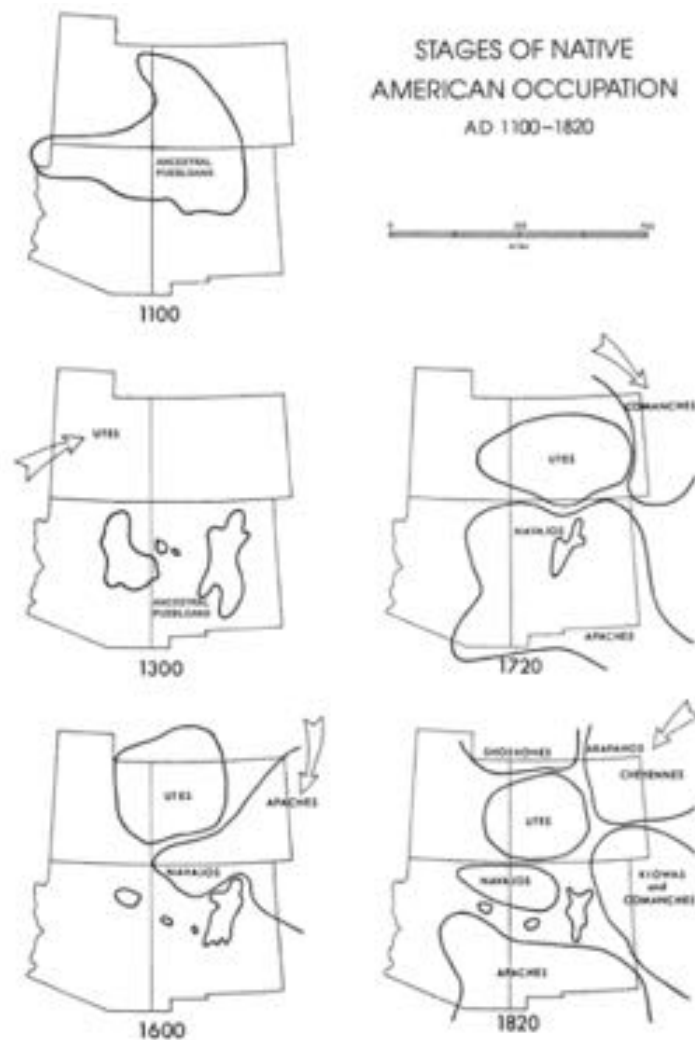 STAGES OF NATIVE
AMERICAN OCCUPATION
AD 1100–1820
0
ANCESTRAL
PUEBLOANS
1100
UTES
ANCESTRAL
PUEBLOANS
1300
COMANCHES
UTES
NAVAJOS
APACHES
1720
UTES
APACHES
NAVAJOS
1600
SHOSHONES
ARAPAHOS
CHEYENNES
UTES
NAVAJOS
KIOWAS
and
COMANCHES
APACHES
1820